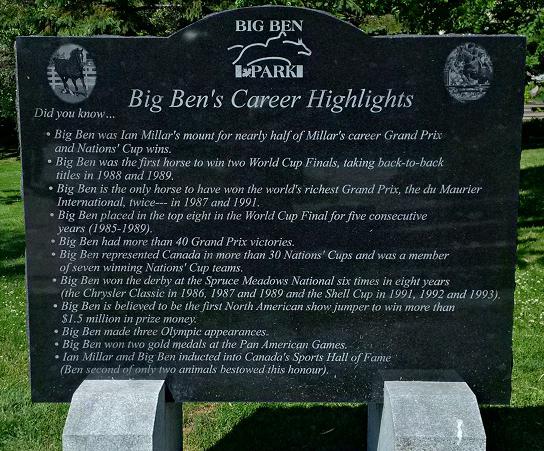 BIG BEN
PARK
Big Ben's Career Highlights
Did you know...
• Big Ben was Ian Millar's mount for nearly half of Millar's career Grand Prix
and Nations' Cup wins.
• Big Ben was the first horse to win two World Cup Finals, taking back-to-back
titles in 1988 and 1989.
• Big Ben is the only horse to have won the world's richest Grand Prix, the du Maurier
International, twice--- in 1987 and 1991.
• Big Ben placed in the top eight in the World Cup Final for five consecutive
years (1985-1989).
• Big Ben had more than 40 Grand Prix victories.
• Big Ben represented Canada in more than 30 Nations' Cups and was a member
of seven winning Nations' Cup teams.
• Big Ben won the derby at the Spruce Meadows National six times in eight years
(the Chrysler Classic in 1986, 1987 and 1989 and the Shell Cup in 1991, 1992 and 1993).
• Big Ben is believed to be the first North American show jumper to win more than
$1.5 million in prize money.
• Big Ben made three Olympic appearances.
• Big Ben won two gold medals at the Pan American Games.
• Ian Millar and Big Ben inducted into Canada's Sports Hall of Fame
(Ben second of only two animals bestowed this honour).